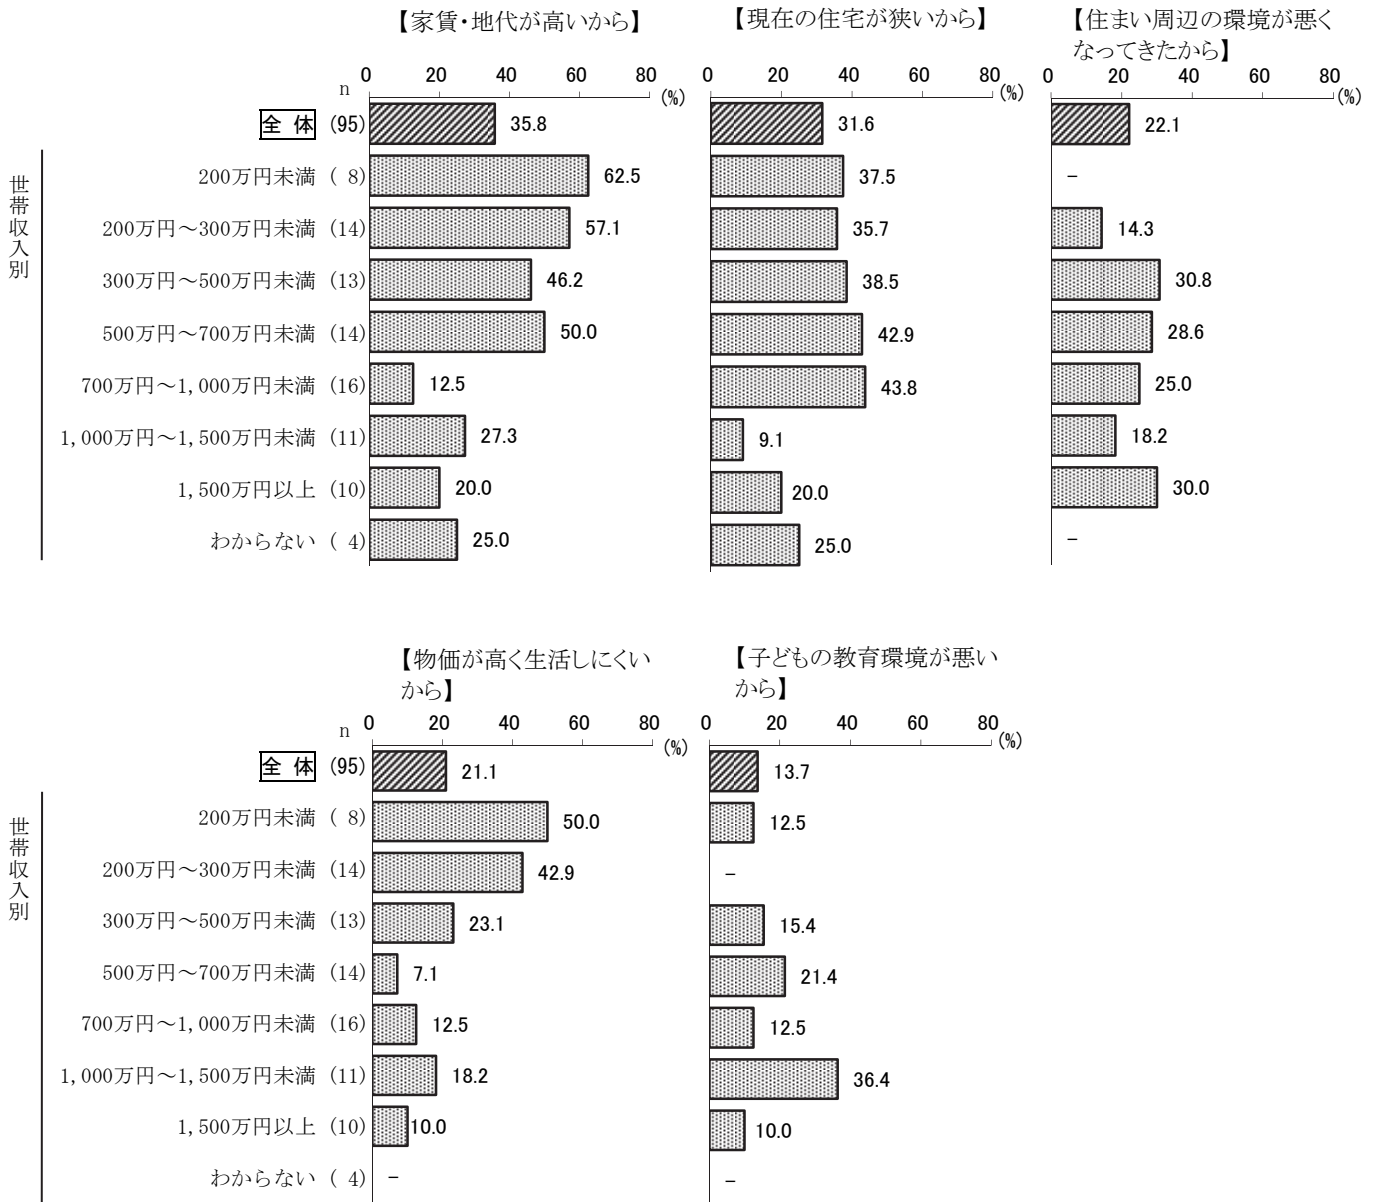 【家賃・地代が高いから】 【現在の住宅が狭いから】 【住まい周辺の環境が悪く
なってきたから】
0 20 40 60 80 0 20 40 60 80 0 20 40 60 80
n (%) (%) (%)
全 体 (95) 35.8 31.6 22.1
世帯収入別
200万円未満 ( 8) 62.5 37.5 −
200万円～300万円未満 (14) 57.1 35.7 14.3
300万円～500万円未満 (13) 46.2 38.5 30.8
500万円～700万円未満 (14) 50.0 42.9 28.6
700万円～1,000万円未満 (16) 12.5 43.8 25.0
1,000万円～1,500万円未満 (11) 27.3 9.1 18.2
1,500万円以上 (10) 20.0 20.0 30.0
わからない ( 4) 25.0 25.0 −
【物価が高く生活しにくい 【子どもの教育環境が悪い
から】 から】
0 20 40 60 80 0 20 40 60 80
n (%) (%)
全 体 (95) 21.1 13.7
世帯収入別
200万円未満 ( 8) 50.0 12.5
200万円～300万円未満 (14) 42.9 −
300万円～500万円未満 (13) 23.1 15.4
500万円～700万円未満 (14) 7.1 21.4
700万円～1,000万円未満 (16) 12.5 12.5
1,000万円～1,500万円未満 (11) 18.2 36.4
1,500万円以上 (10) 10.0 10.0
わからない ( 4) − −